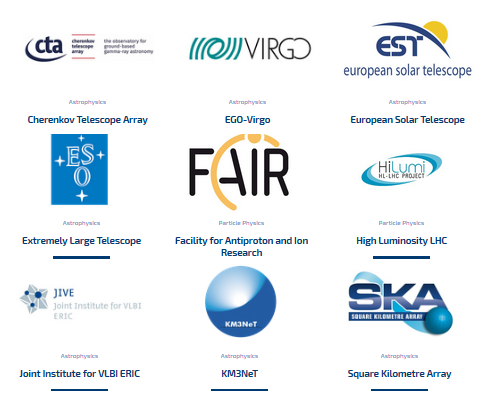 cta
cherenkov
telescope
array
the observatory for
ground-based
gamma-ray astronomy
VIRGO
EST
european solar telescope
Astrophysics
Astrophysics
Astrophysics
Cherenkov Telescope Array
EGO-Virgo
European Solar Telescope
ESO
FAIR
HiLumi
HL-LHC PROJECT
Astrophysics
Particle Physics
Particle Physics
Extremely Large Telescope
Facility for Antiproton and Ion
Research
High Luminosity LHC
JIVE
Joint Institute for VLBI
ERIC
KM3NeT
SKA
SQUARE KILOMETRE ARRAY
Astrophysics
Astrophysics
Astrophysics
Joint Institute for VLBI ERIC
KM3NeT
Square Kilometre Array